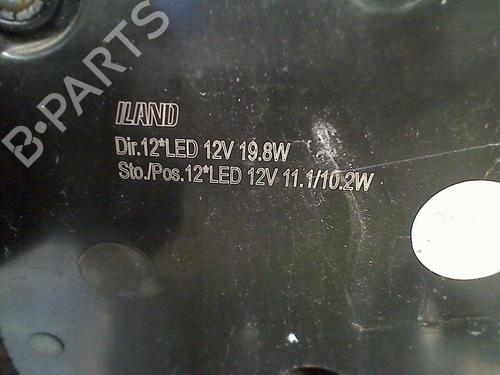 B-PARTS
ILAND
Dir.12*LED 12V 19.8W
Sto./Pos.12*LED 12V 11.1/10.2W